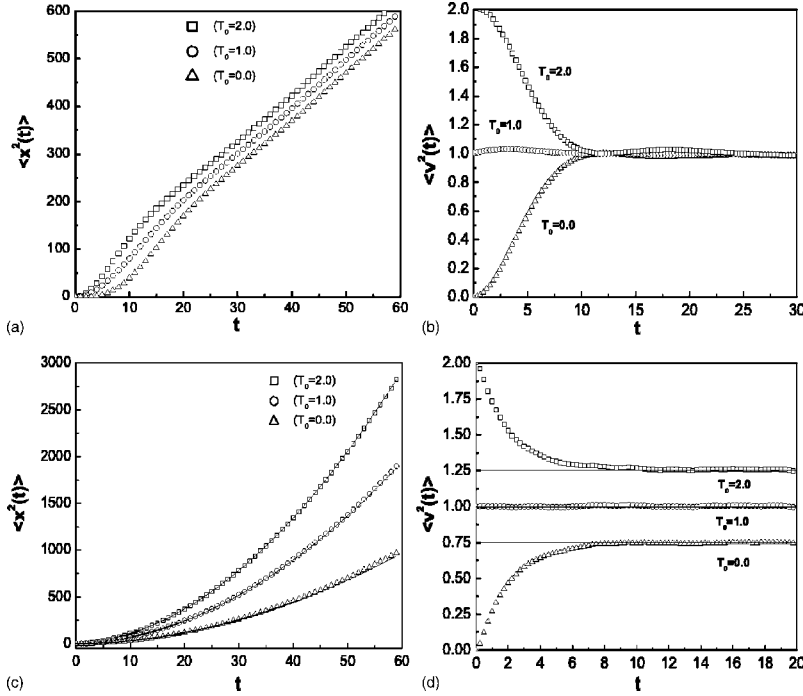 600
500
400
300
200
100
0
0 10 20 30 40 50 60
<x²(t)>
t
(T₀=2.0)
(T₀=1.0)
(T₀=0.0)
(a)
2.0
1.8
1.6
1.4
1.2
1.0
0.8
0.6
0.4
0.2
0.0
0 5 10 15 20 25 30
<v²(t)>
t
T₀=2.0
T₀=1.0
T₀=0.0
(b)
3000
2500
2000
1500
1000
500
0
0 10 20 30 40 50 60
<x²(t)>
t
(T₀=2.0)
(T₀=1.0)
(T₀=0.0)
(c)
2.00
1.75
1.50
1.25
1.00
0.75
0.50
0.25
0.00
0 2 4 6 8 10 12 14 16 18 20
<v²(t)>
t
T₀=2.0
T₀=1.0
T₀=0.0
(d)